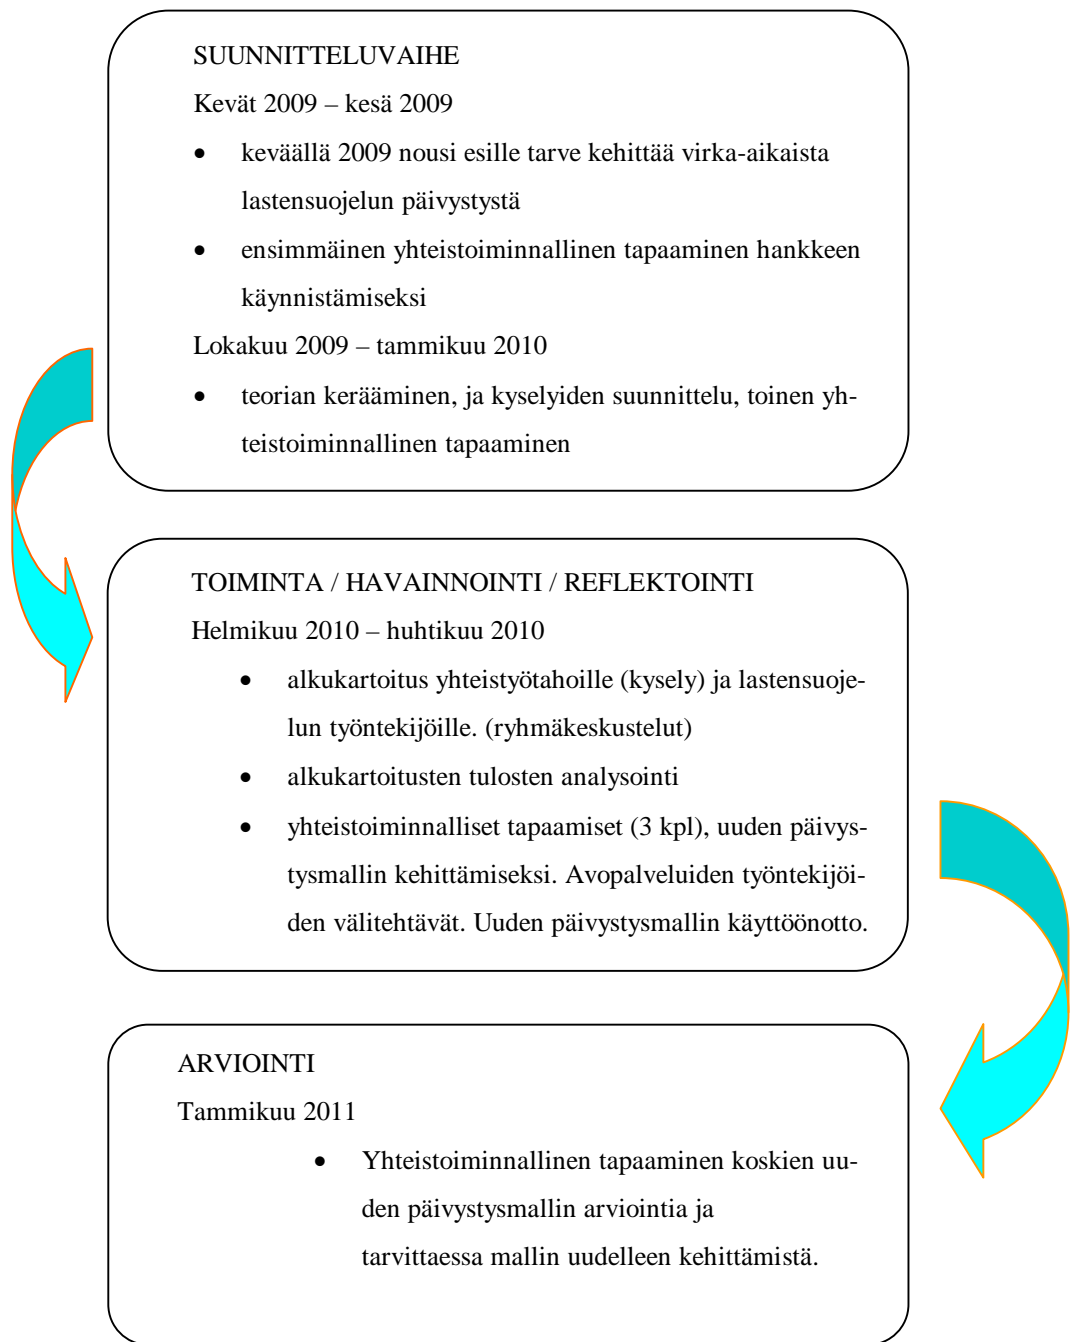 SUUNNITTELUVAIHE
Kevät 2009 – kesä 2009
• keväällä 2009 nousi esille tarve kehittää virka-aikaista
lastensuojelun päivystystä
• ensimmäinen yhteistoiminnallinen tapaaminen hankkeen
käynnistämiseksi
Lokakuu 2009 – tammikuu 2010
• teorian kerääminen, ja kyselyiden suunnittelu, toinen yh-
teistoiminnallinen tapaaminen
TOIMINTA / HAVAINNOINTI / REFLEKTOINTI
Helmikuu 2010 – huhtikuu 2010
• alkukartoitus yhteistyötahoille (kysely) ja lastensuoje-
lun työntekijöille. (ryhmäkeskustelut)
• alkukartoitusten tulosten analysointi
• yhteistoiminnalliset tapaamiset (3 kpl), uuden päivys-
tysmallin kehittämiseksi. Avopalveluiden työntekijöi-
den välitehtävät. Uuden päivystysmallin käyttöönotto.
ARVIOINTI
Tammikuu 2011
• Yhteistoiminnallinen tapaaminen koskien uu-
den päivystysmallin arviointia ja
tarvittaessa mallin uudelleen kehittämistä.